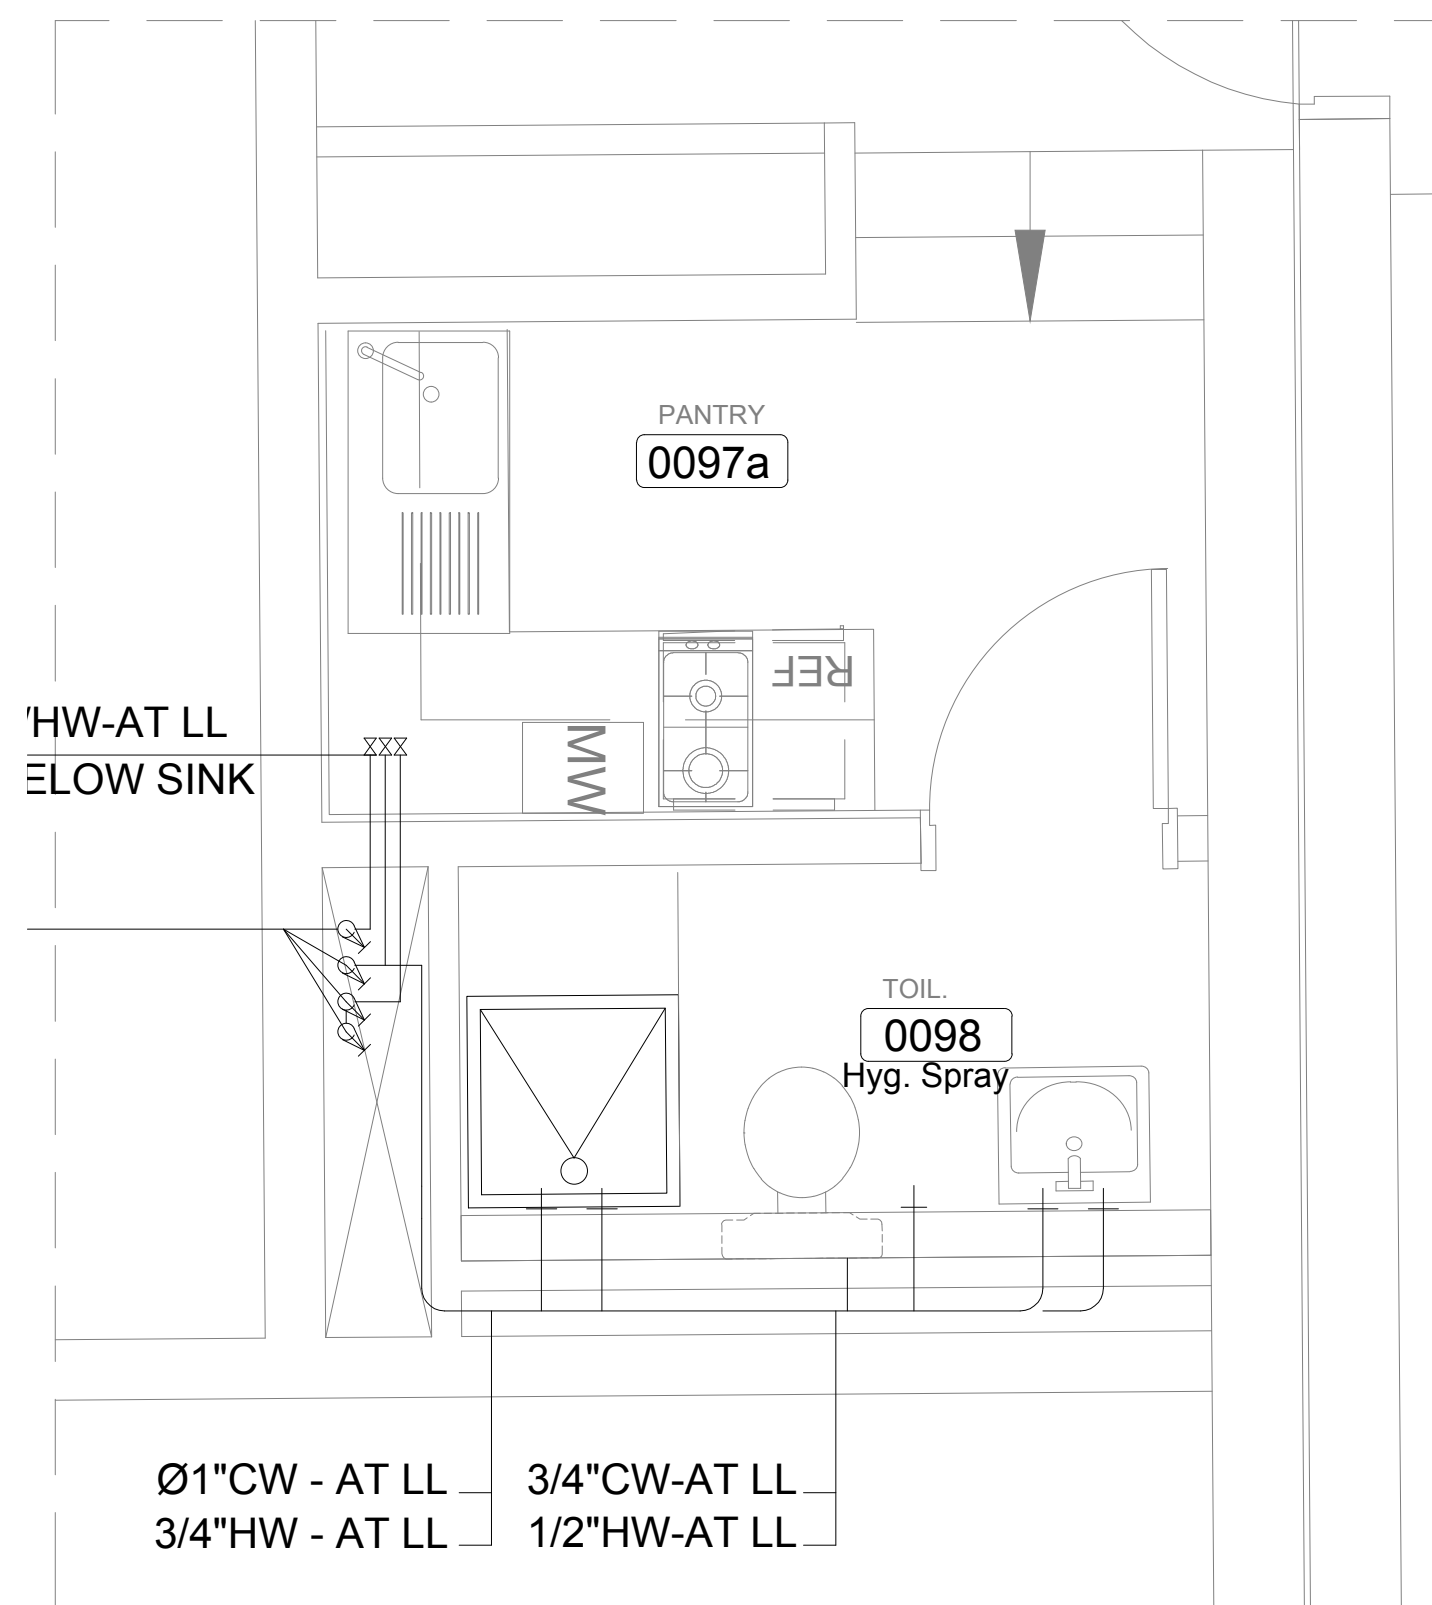 PANTRY
0097a
REF
MW
/HW-AT LL
ELOW SINK
TOIL.
0098
Hyg. Spray
Ø1"CW - AT LL
3/4"HW - AT LL
3/4"CW-AT LL
1/2"HW-AT LL